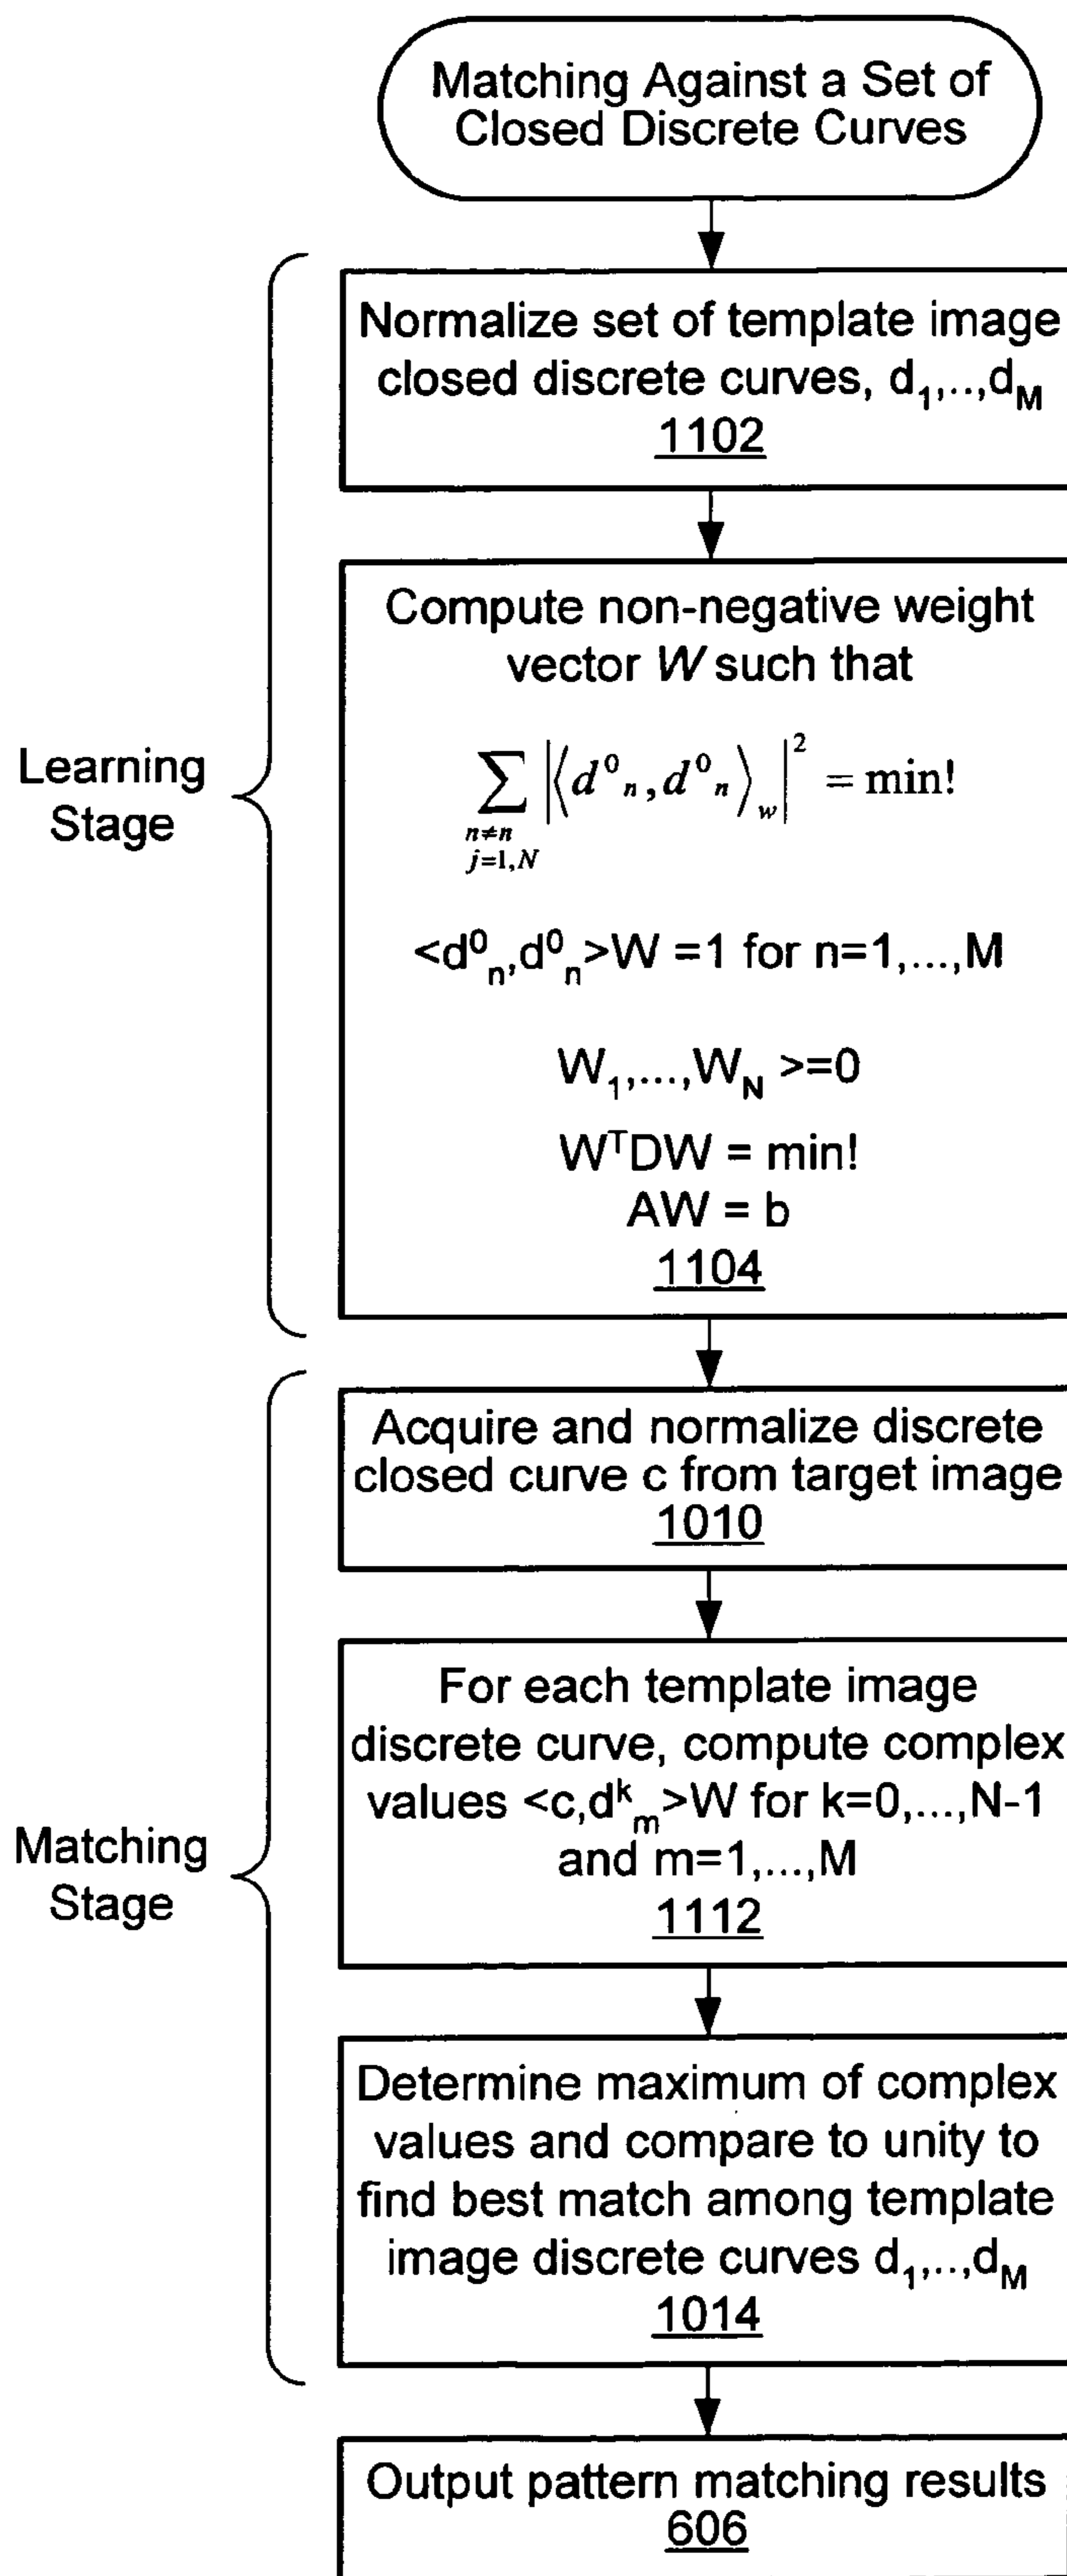 Matching Against a Set of
Closed Discrete Curves
Learning
Stage
Normalize set of template image
closed discrete curves, d₁,..,d_M
1102
Compute non-negative weight
vector W such that
∑ |⟨d⁰ₙ, d⁰ₙ⟩_w|² = min!
n≠n
j=1,N
<d⁰ₙ,d⁰ₙ>W =1 for n=1,...,M
W₁,...,W_N >=0
WᵀDW = min!
AW = b
1104
Matching
Stage
Acquire and normalize discrete
closed curve c from target image
1010
For each template image
discrete curve, compute complex
values <c,dᵏₘ>W for k=0,...,N-1
and m=1,...,M
1112
Determine maximum of complex
values and compare to unity to
find best match among template
image discrete curves d₁,..,d_M
1014
Output pattern matching results
606